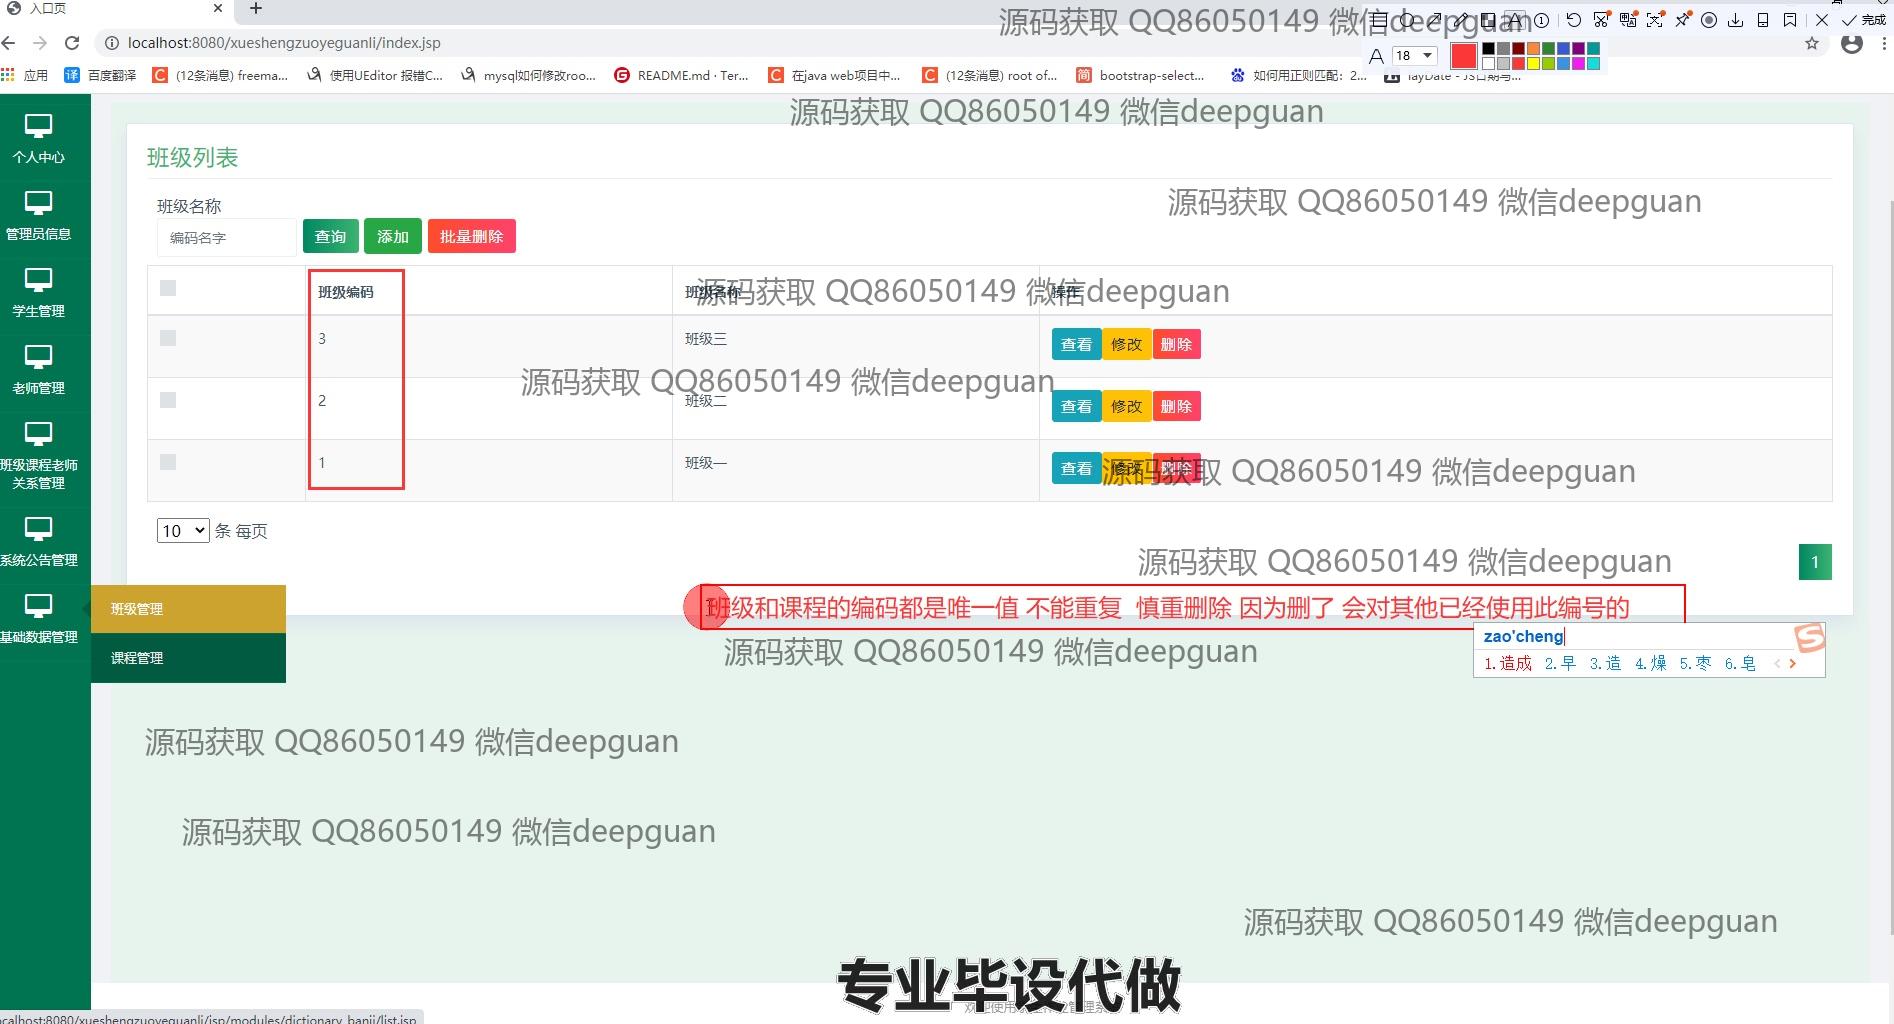 入口页
localhost:8080/xueshengzuoyeguanli/index.jsp
源码获取 QQ86050149 微信deepguan
完成
18
应用
百度翻译
(12条消息) freema...
使用UEditor 报错C...
mysql如何修改roo...
README.md · Ter...
在java web项目中...
(12条消息) root of...
bootstrap-select...
如何用正则匹配：2...
layDate - JS日期与...
源码获取 QQ86050149 微信deepguan
个人中心
管理员信息
学生管理
老师管理
班级课程老师
关系管理
系统公告管理
基础数据管理
班级管理
课程管理
班级列表
源码获取 QQ86050149 微信deepguan
班级名称
编码名字
查询
添加
批量删除
班级编码
班级名称
操作
源码获取 QQ86050149 微信deepguan
3
班级三
查看
修改
删除
源码获取 QQ86050149 微信deepguan
2
班级二
查看
修改
删除
1
班级一
查看
修改
删除
源码获取 QQ86050149 微信deepguan
10
条 每页
源码获取 QQ86050149 微信deepguan
1
班级和课程的编码都是唯一值 不能重复 慎重删除 因为删了 会对其他已经使用此编号的
zao'cheng
1.造成 2.早 3.造 4.燥 5.枣 6.皂
源码获取 QQ86050149 微信deepguan
源码获取 QQ86050149 微信deepguan
源码获取 QQ86050149 微信deepguan
源码获取 QQ86050149 微信deepguan
专业毕设代做
localhost:8080/xueshengzuoyeguanli/jsp/modules/dictionary_banji/list.jsp